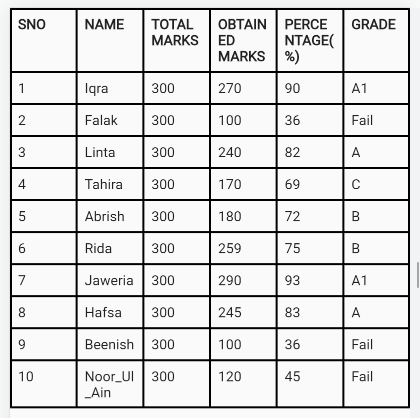 SNO NAME TOTAL MARKS OBTAINED MARKS PERCENTAGE(%) GRADE
1 Iqra 300 270 90 A1
2 Falak 300 100 36 Fail
3 Linta 300 240 82 A
4 Tahira 300 170 69 C
5 Abrish 300 180 72 B
6 Rida 300 259 75 B
7 Jaweria 300 290 93 A1
8 Hafsa 300 245 83 A
9 Beenish 300 100 36 Fail
10 Noor_Ul_Ain 300 120 45 Fail